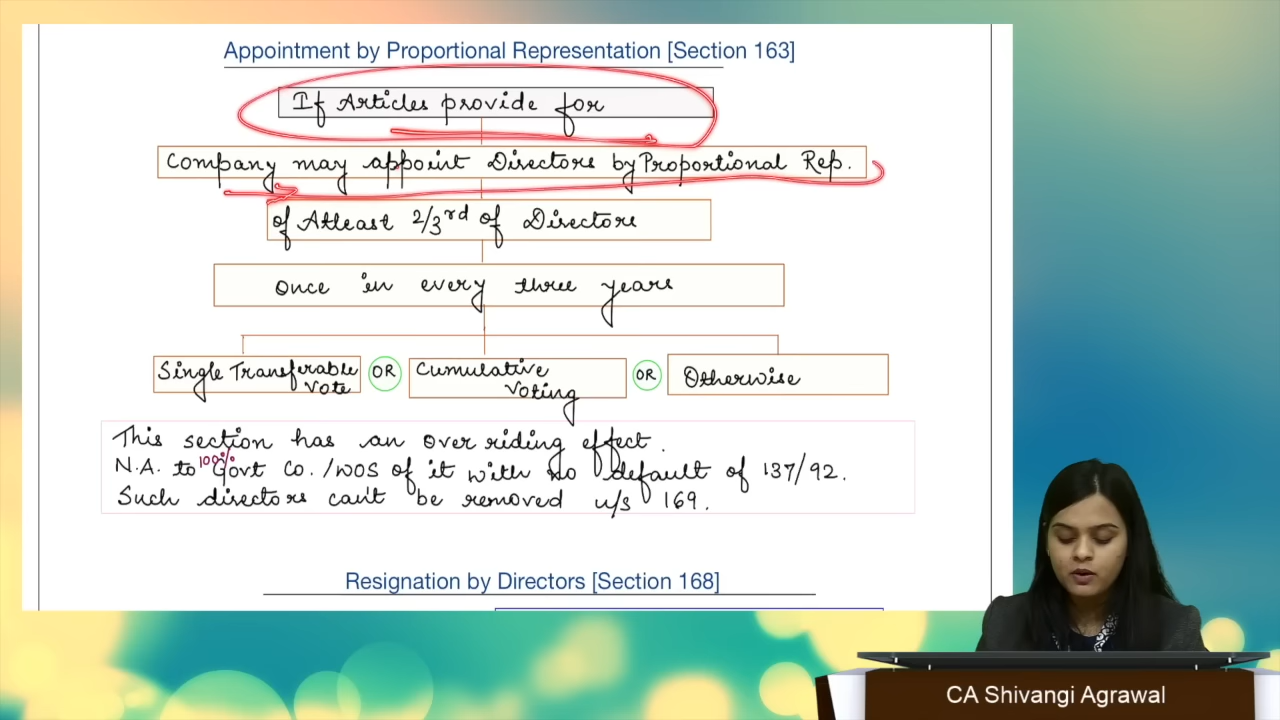 Appointment by Proportional Representation [Section 163]
If Articles provide for
Company may appoint Directors by Proportional Rep.
of Atleast 2/3rd of Directors
Once in every three years
Single Transferable
Vote
OR
Cumulative
Voting
OR
Otherwise
This section has an over riding effect.
N.A. to 100% Govt Co. /WOS of it with no default of 137/92.
Such directors can't be removed u/s 169.
Resignation by Directors [Section 168]
CA Shivangi Agrawal